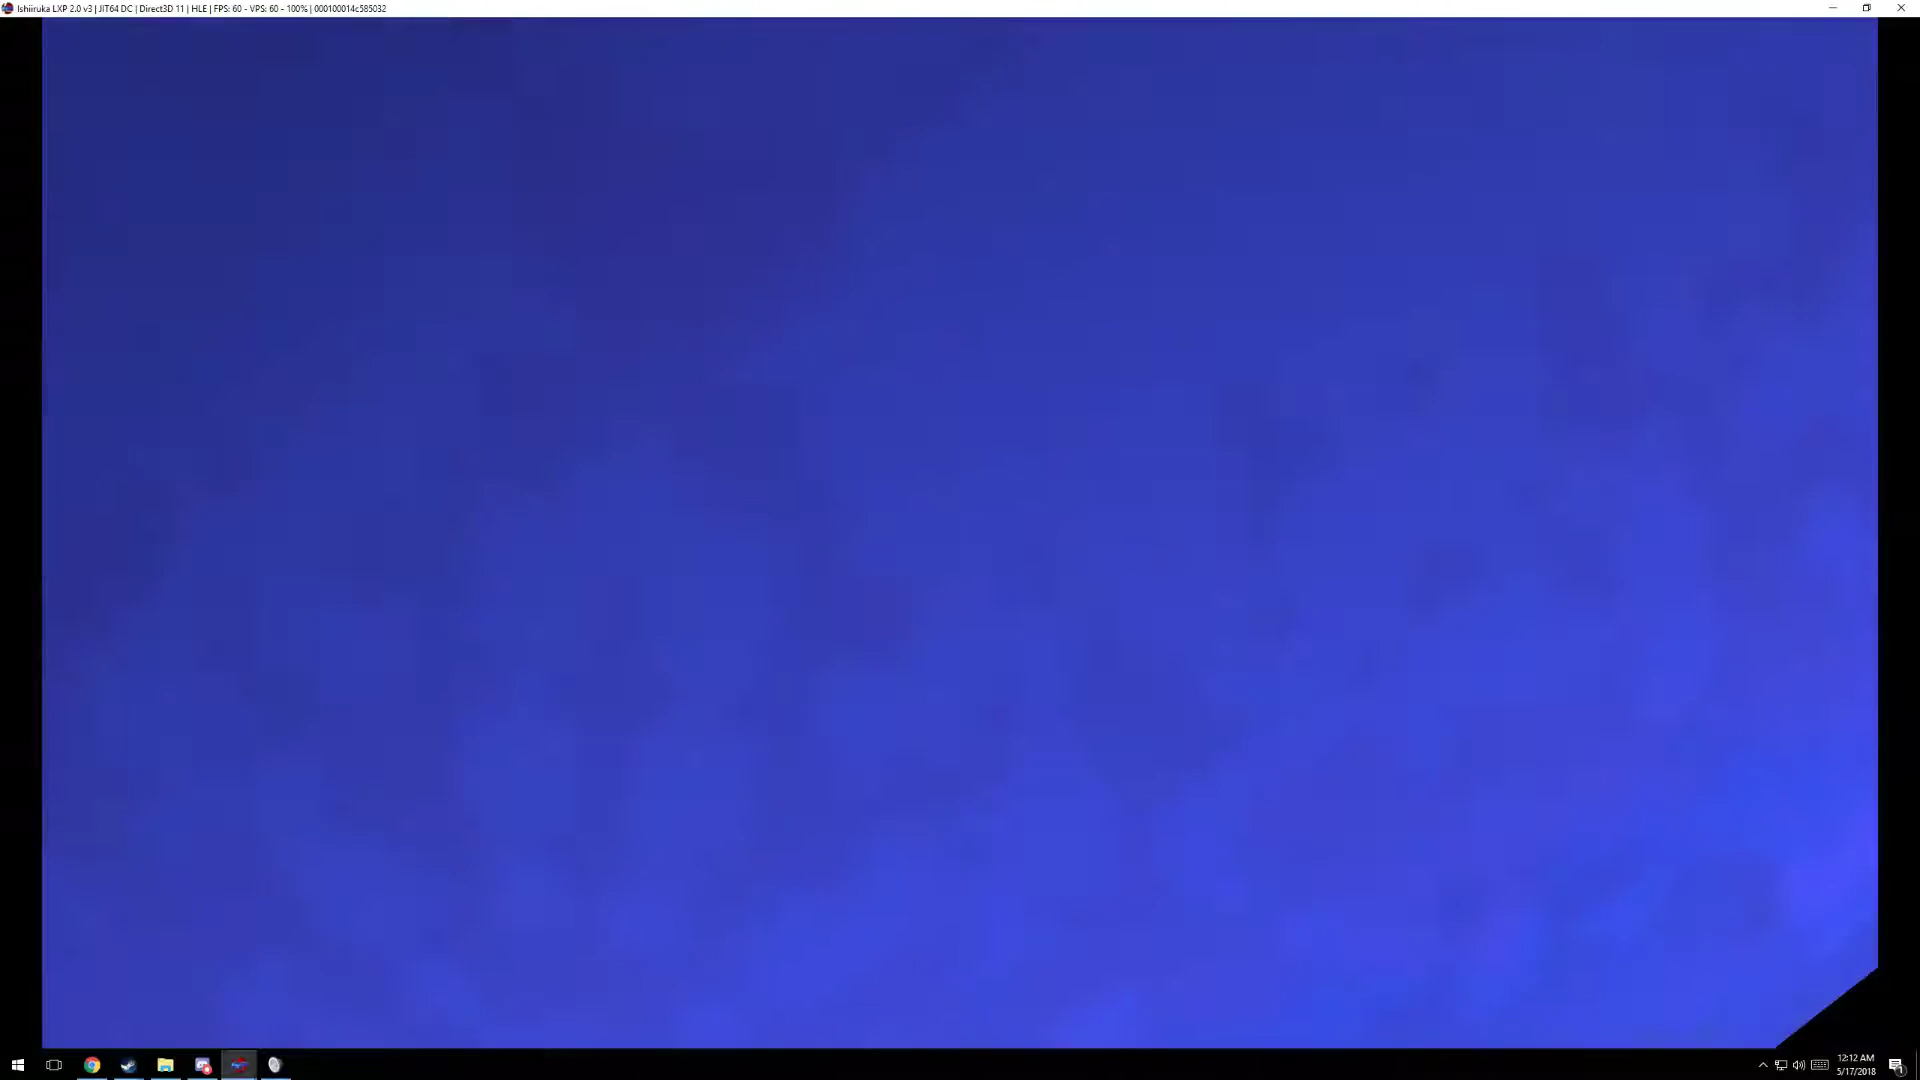 Ishiiruka LXP 2.0 v3 | JIT64 DC | Direct3D 11 | HLE | FPS: 60 - VPS: 60 - 100% | 000100014c585032
12:12 AM
5/17/2018
1